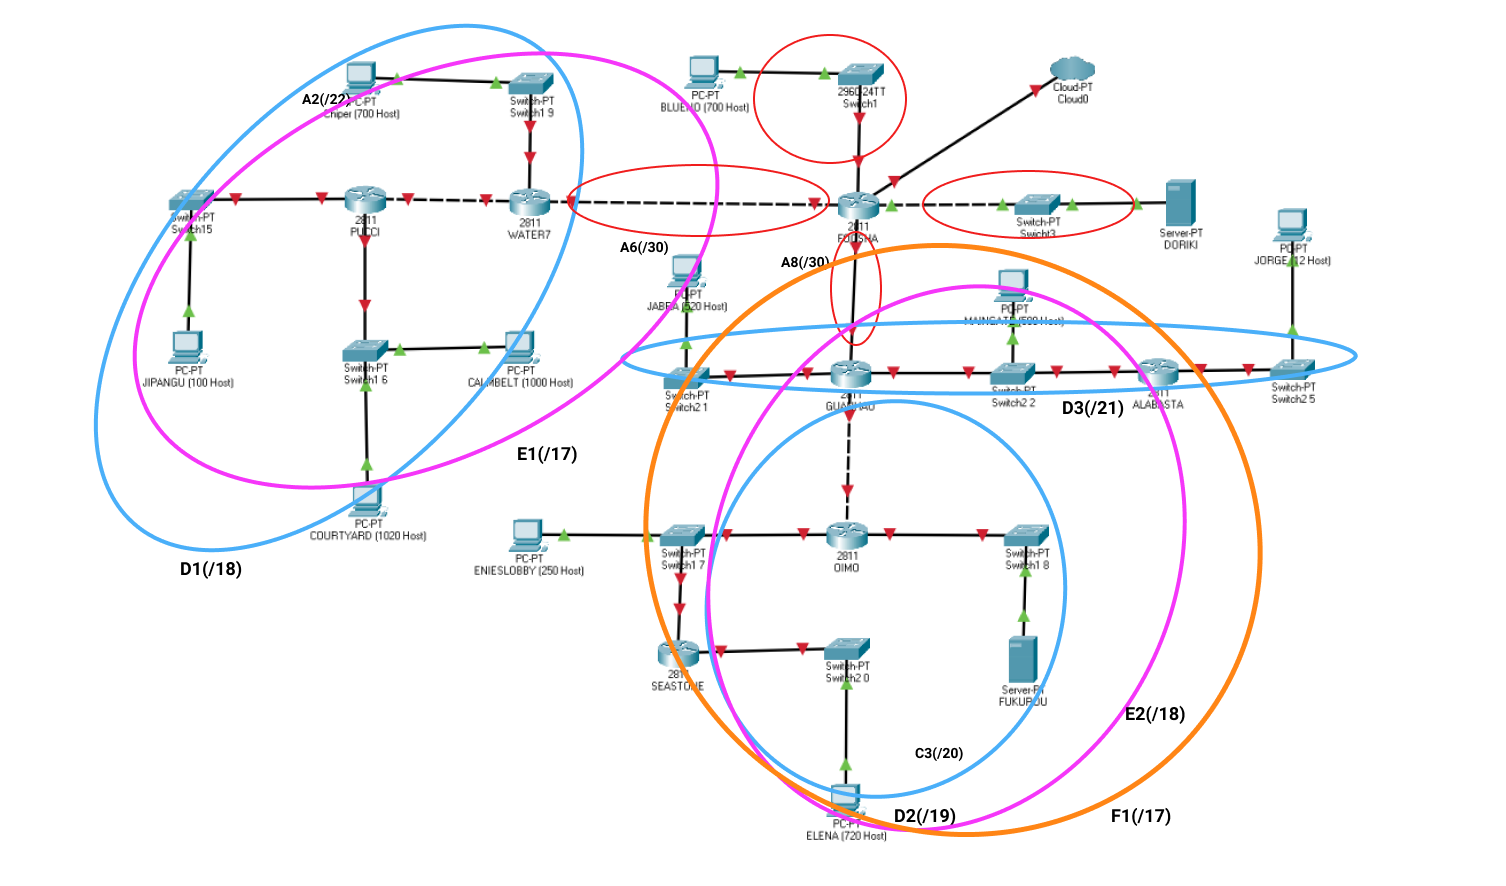 A2(/22)
PC-PT
Chiper (700 Host)
Switch-PT
Switch1 9
PC-PT
BLUENO (700 Host)
2960-24TT
Switch1
Cloud-PT
Cloud0
Switch-PT
Switch15
2811
PUCCI
2811
WATER7
2811
FOOSHA
Switch-PT
Swicht3
Server-PT
DORIKI
PC-PT
JORGE (12 Host)
A6(/30)
A8(/30)
PC-PT
JABRA (520 Host)
PC-PT
MAINGATE (500 Host)
PC-PT
JIPANGU (100 Host)
Switch-PT
Switch1 6
PC-PT
CALMBELT (1000 Host)
Switch-PT
Switch2 1
2811
GUANHAO
Switch-PT
Switch2 2
D3(/21)
2811
ALABASTA
Switch-PT
Switch2 5
E1(/17)
PC-PT
COURTYARD (1020 Host)
D1(/18)
PC-PT
ENIESLOBBY (250 Host)
Switch-PT
Switch1 7
2811
OIMO
Switch-PT
Switch1 8
2811
SEASTONE
Switch-PT
Switch2 0
Server-PT
FUKUROU
E2(/18)
C3(/20)
D2(/19)
F1(/17)
PC-PT
ELENA (720 Host)